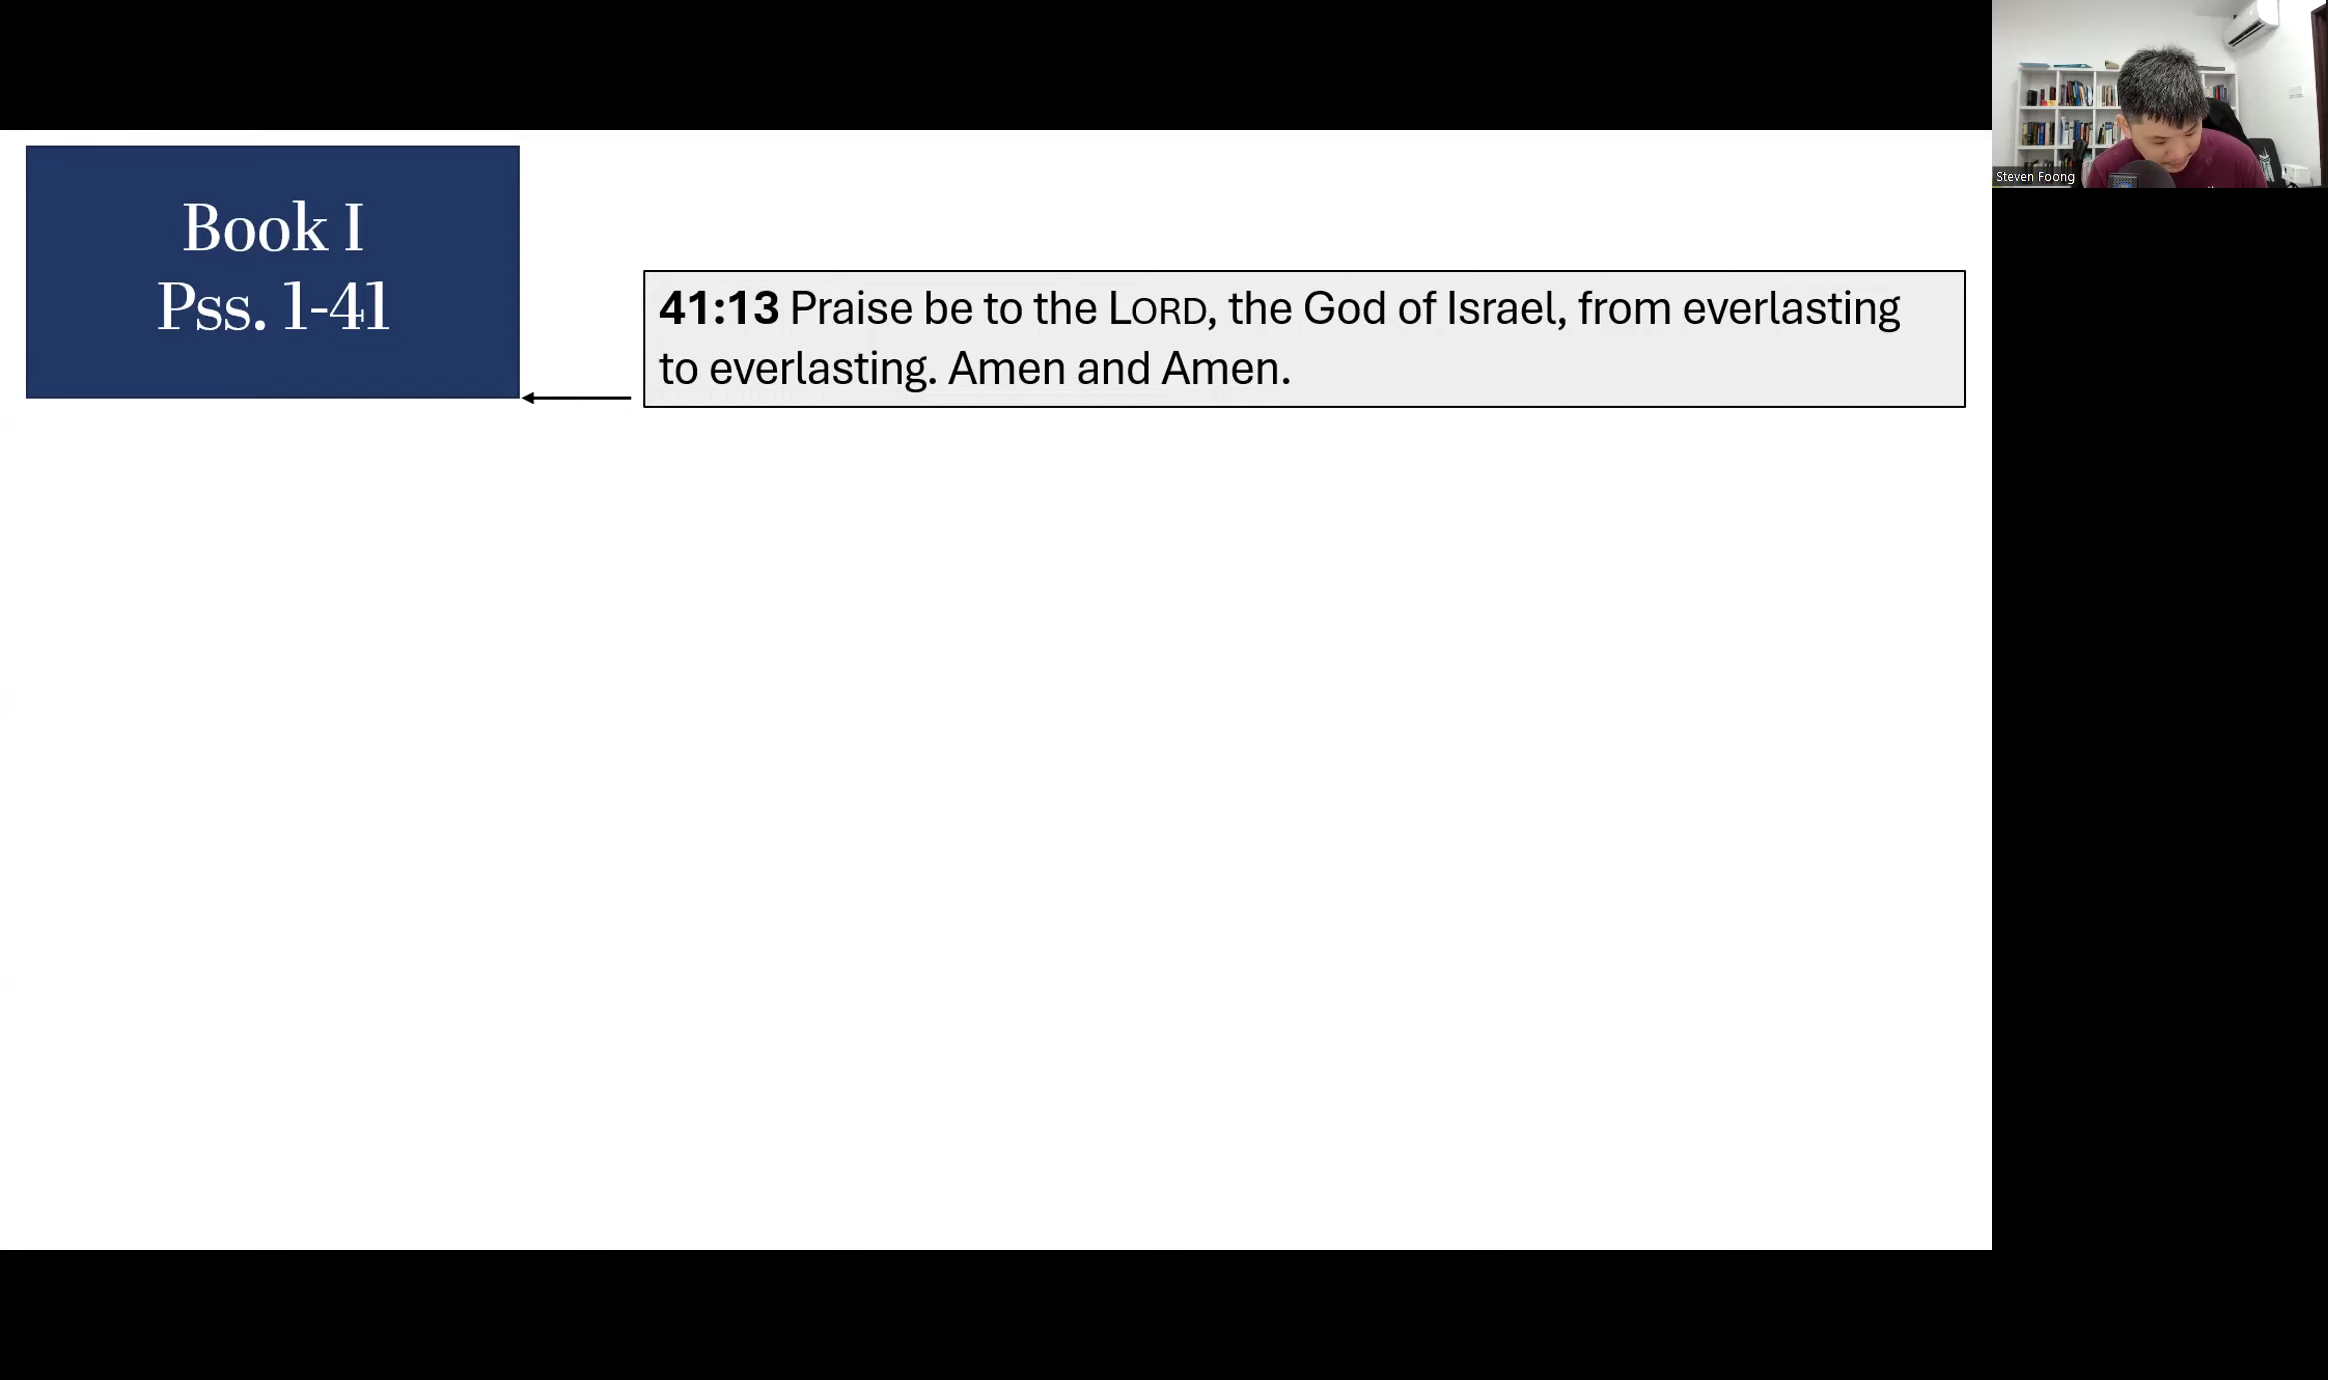 Book I
Pss. 1-41
41:13 Praise be to the LORD, the God of Israel, from everlasting
to everlasting. Amen and Amen.
Steven Foong